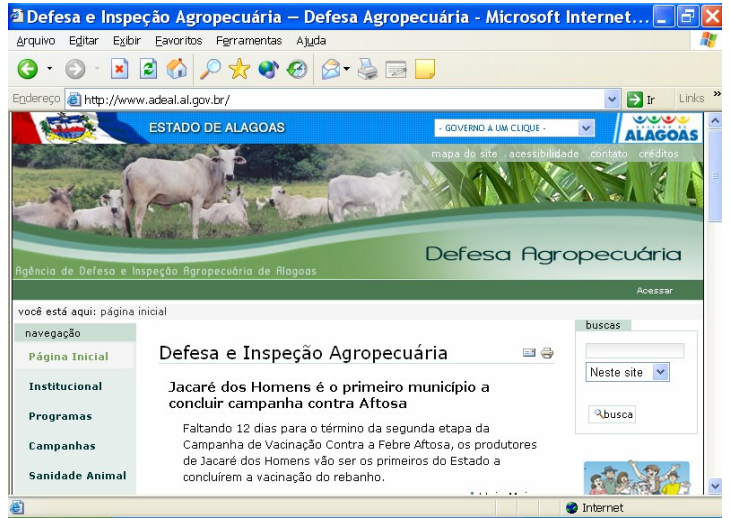 Defesa e Inspeção Agropecuária — Defesa Agropecuária - Microsoft Internet...
Arquivo Editar Exibir Favoritos Ferramentas Ajuda
Endereço http://www.adeal.al.gov.br/ Ir Links »
ESTADO DE ALAGOAS - GOVERNO A UM CLIQUE - ALAGOAS
mapa do site acessibilidade contato créditos
Defesa Agropecuária
Agência de Defesa e Inspeção Agropecuária de Alagoas
Acessar
você está aqui: página inicial
navegação
Página Inicial
Institucional
Programas
Campanhas
Sanidade Animal
Defesa e Inspeção Agropecuária
Jacaré dos Homens é o primeiro município a
concluir campanha contra Aftosa
Faltando 12 dias para o término da segunda etapa da
Campanha de Vacinação Contra a Febre Aftosa, os produtores
de Jacaré dos Homens vão ser os primeiros do Estado a
concluírem a vacinação do rebanho.
buscas
Neste site
busca
Internet